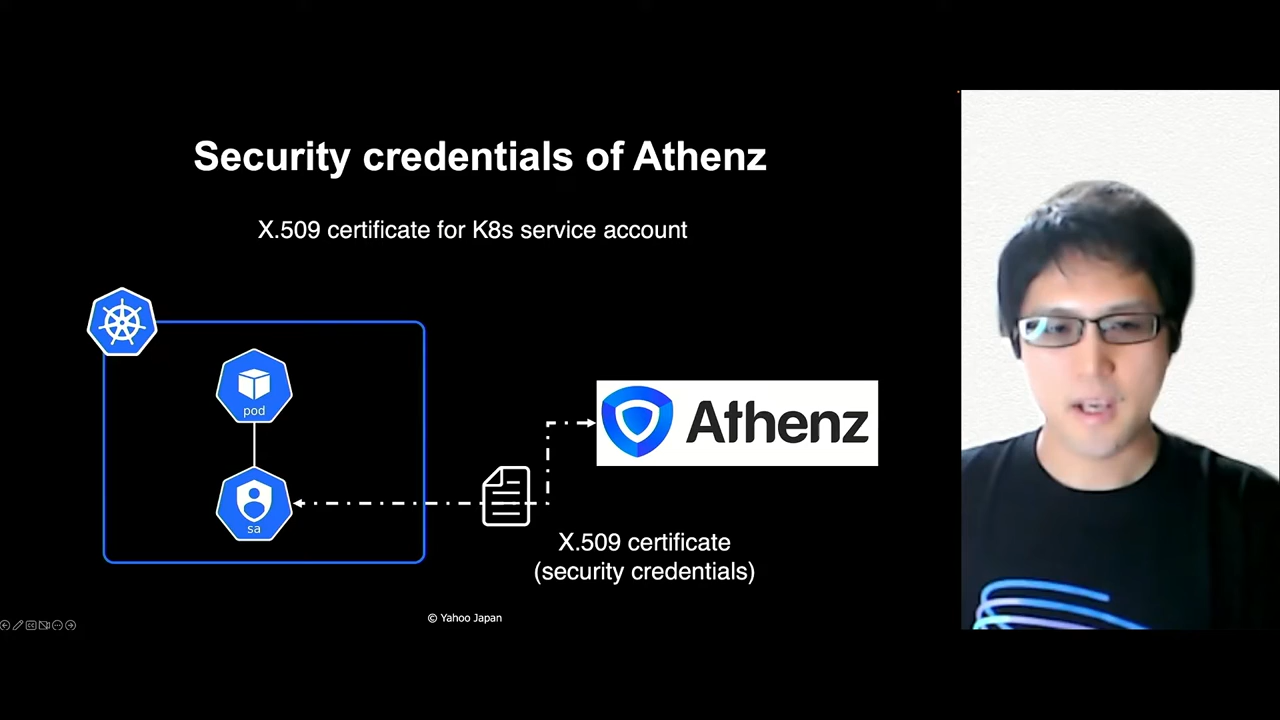 Security credentials of Athenz
X.509 certificate for K8s service account
pod
sa
Athenz
X.509 certificate
(security credentials)
© Yahoo Japan